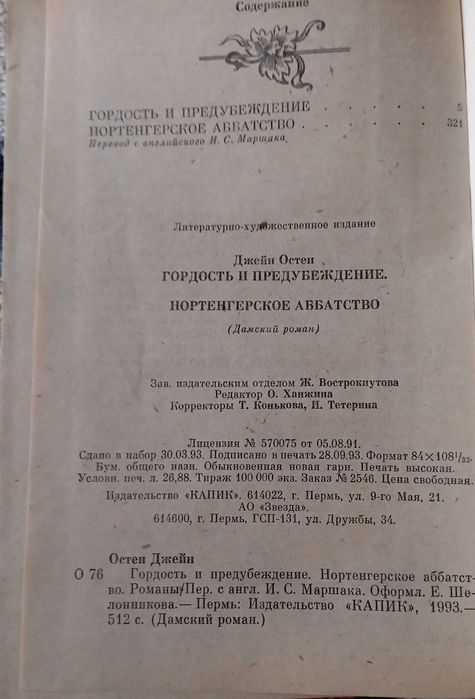 Содержание
ГОРДОСТЬ И ПРЕДУБЕЖДЕНИЕ . . . . . 5
НОРТЕНГЕРСКОЕ АББАТСТВО . . . . . . 321
Перевод с английского И. С. Маршака
Литературно-художественное издание
Джейн Остен
ГОРДОСТЬ И ПРЕДУБЕЖДЕНИЕ.
НОРТЕНГЕРСКОЕ АББАТСТВО
(Дамский роман)
Зав. издательским отделом Ж. Вострокнутова
Редактор О. Ханжина
Корректоры Т. Конькова, И. Тетерина
Лицензия № 570075 от 05.08.91.
Сдано в набор 30.03.93. Подписано в печать 28.09.93. Формат 84×108¹/₃₂.
Бум. общего назн. Обыкновенная новая гарн. Печать высокая.
Условн. печ. л. 26,88. Тираж 100 000 экз. Заказ № 2546. Цена свободная.
Издательство «КАПИК». 614022, г. Пермь, ул. 9-го Мая, 21.
АО «Звезда».
614600, г. Пермь, ГСП-131, ул. Дружбы, 34.
Остен Джейн
О 76 Гордость и предубеждение. Нортенгерское аббатст-
во. Романы/Пер. с англ. И. С. Маршака. Оформл. Е. Ше-
лонникова.— Пермь: Издательство «КАПИК», 1993.—
512 с. (Дамский роман.)